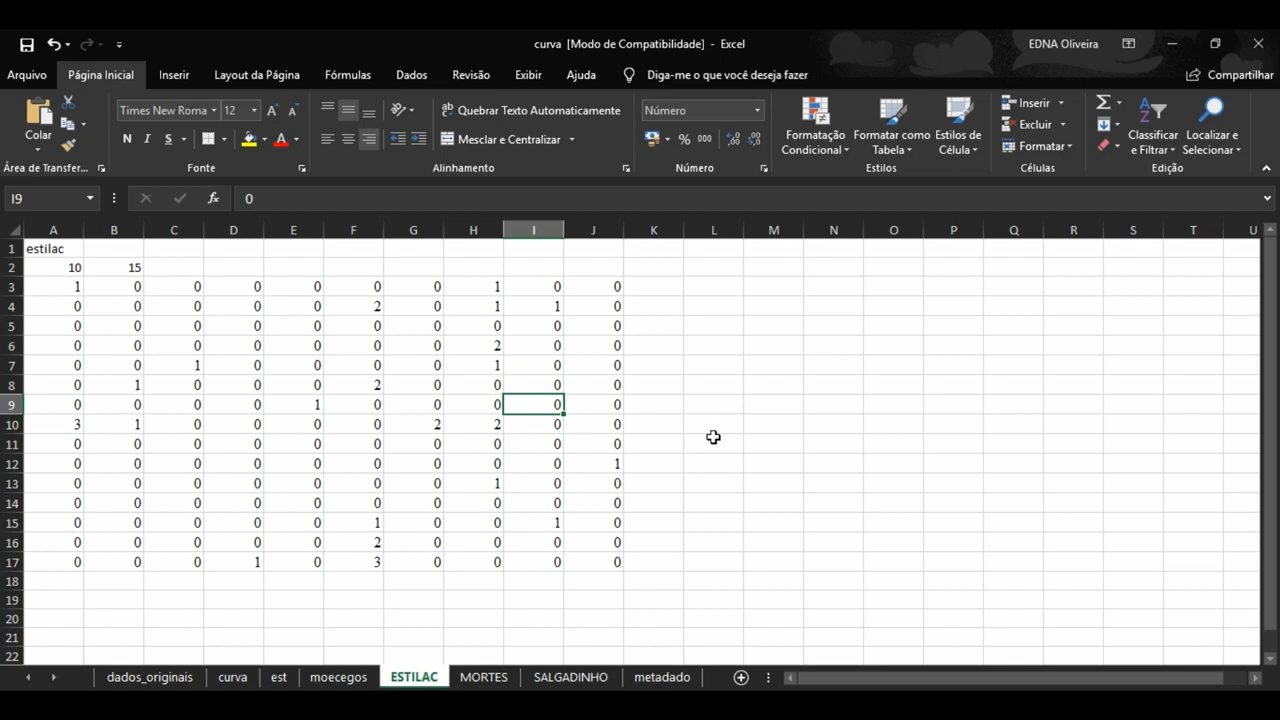 curva [Modo de Compatibilidade] - Excel
EDNA Oliveira
Arquivo Página Inicial Inserir Layout da Página Fórmulas Dados Revisão Exibir Ajuda Diga-me o que você deseja fazer Compartilhar
Colar
Área de Transfer...
Times New Roma 12
N I S
Fonte
Quebrar Texto Automaticamente
Mesclar e Centralizar
Alinhamento
Número
% 000
Número
Formatação Condicional
Formatar como Tabela
Estilos de Célula
Estilos
Inserir
Excluir
Formatar
Células
Classificar e Filtrar
Localizar e Selecionar
Edição
I9 fx 0
A B C D E F G H I J K L M N O P Q R S T U
1 estilac
2 10 15
3 1 0 0 0 0 0 0 1 0 0
4 0 0 0 0 0 2 0 1 1 0
5 0 0 0 0 0 0 0 0 0 0
6 0 0 0 0 0 0 0 2 0 0
7 0 0 1 0 0 0 0 1 0 0
8 0 1 0 0 0 2 0 0 0 0
9 0 0 0 0 1 0 0 0 0 0
10 3 1 0 0 0 0 2 2 0 0
11 0 0 0 0 0 0 0 0 0 0
12 0 0 0 0 0 0 0 0 0 1
13 0 0 0 0 0 0 0 1 0 0
14 0 0 0 0 0 0 0 0 0 0
15 0 0 0 0 0 1 0 0 1 0
16 0 0 0 0 0 2 0 0 0 0
17 0 0 0 1 0 3 0 0 0 0
18
19
20
21
22
dados_originais curva est moecegos ESTILAC MORTES SALGADINHO metadado